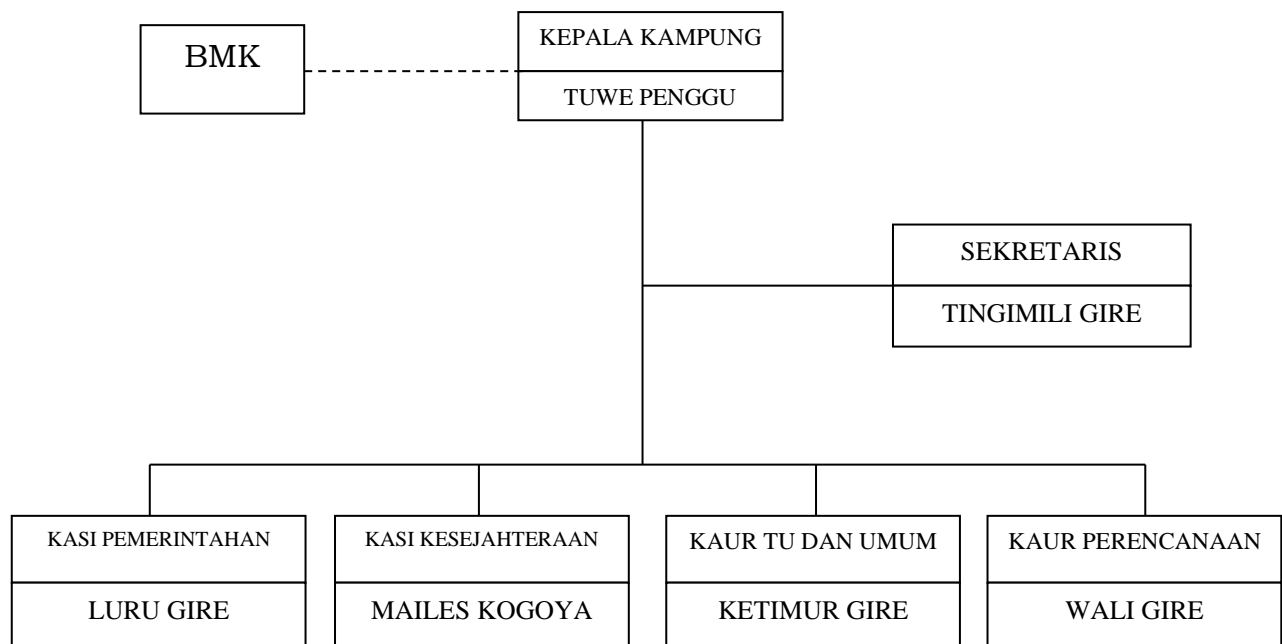 BMK
KEPALA KAMPUNG
TUWE PENGGU
SEKRETARIS
TINGIMILI GIRE
KASI PEMERINTAHAN
LURU GIRE
KASI KESEJAHTERAAN
MAILES KOGOYA
KAUR TU DAN UMUM
KETIMUR GIRE
KAUR PERENCANAAN
WALI GIRE